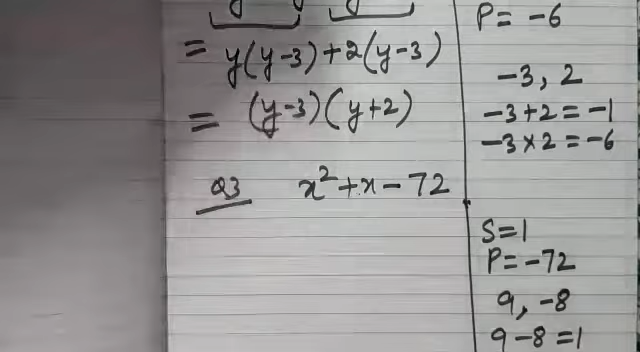 = y(y-3)+2(y-3)
= (y-3)(y+2)
Q3 x²+x-72
P= -6
-3, 2
-3+2=-1
-3×2=-6
S=1
P=-72
9, -8
9-8=1